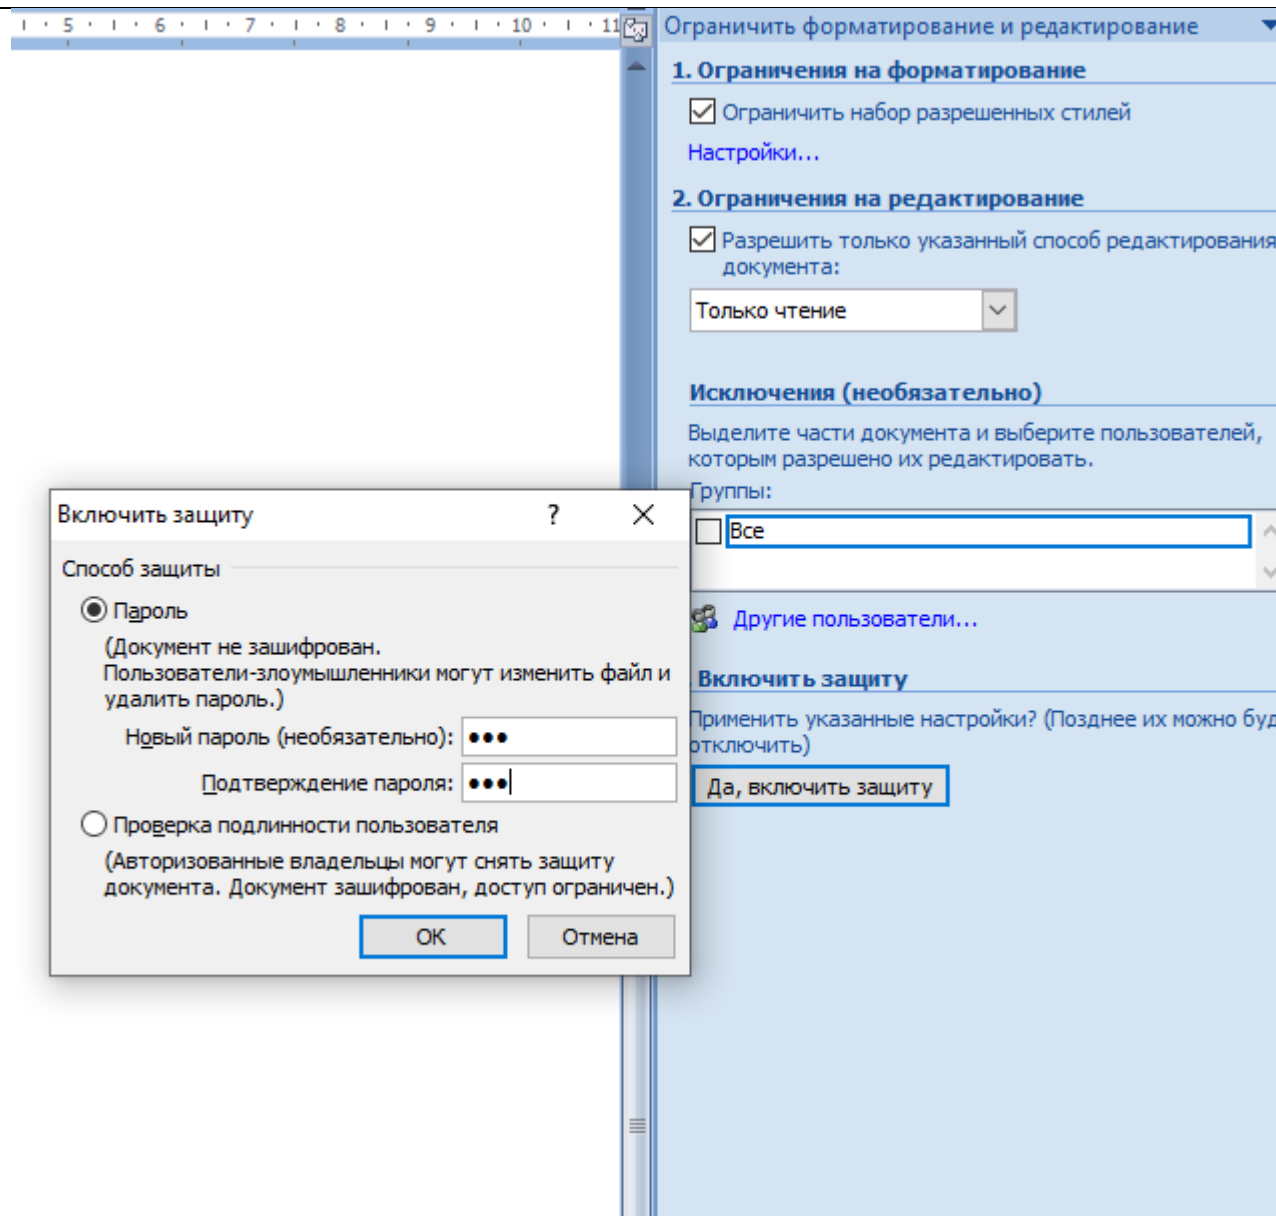 5 6 7 8 9 10 11
Ограничить форматирование и редактирование
1. Ограничения на форматирование
Ограничить набор разрешенных стилей
Настройки...
2. Ограничения на редактирование
Разрешить только указанный способ редактирования
документа:
Только чтение
Исключения (необязательно)
Выделите части документа и выберите пользователей,
которым разрешено их редактировать.
Группы:
Все
Другие пользователи...
Включить защиту
Применить указанные настройки? (Позднее их можно буд
отключить)
Да, включить защиту
Включить защиту ?
Способ защиты
Пароль
(Документ не зашифрован.
Пользователи-злоумышленники могут изменить файл и
удалить пароль.)
Новый пароль (необязательно): •••
Подтверждение пароля: •••
Проверка подлинности пользователя
(Авторизованные владельцы могут снять защиту
документа. Документ зашифрован, доступ ограничен.)
ОК Отмена